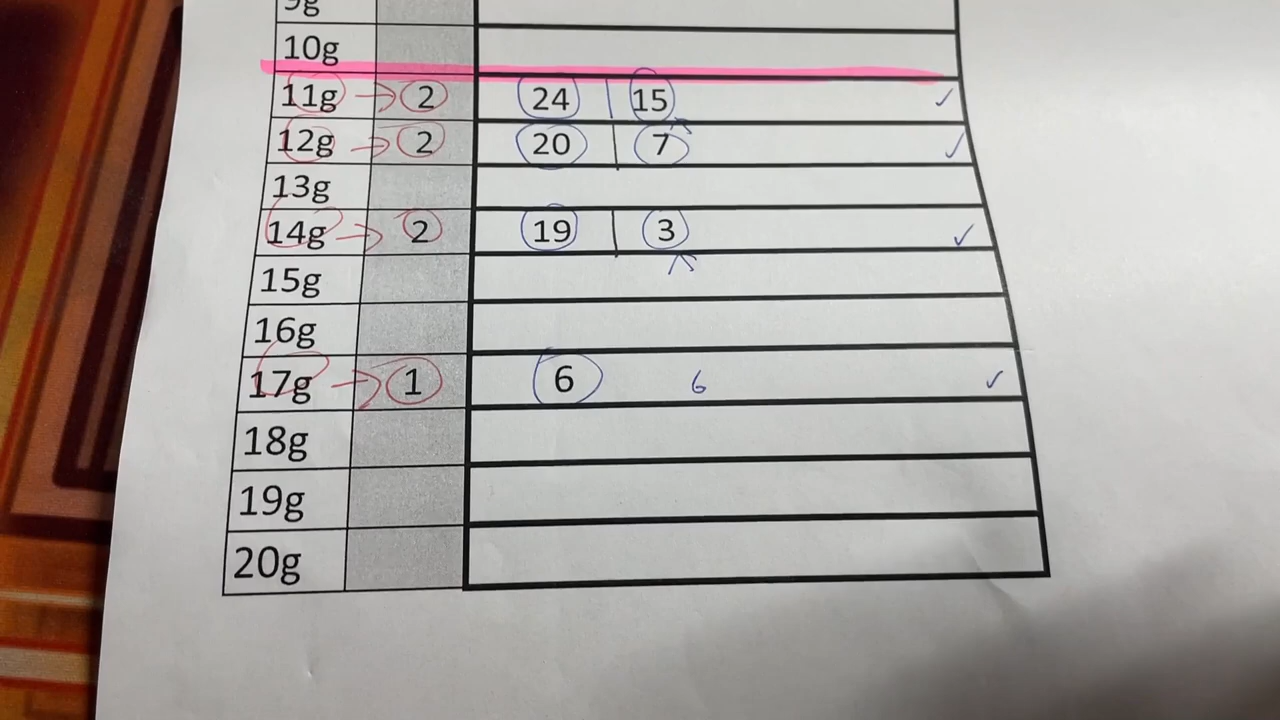 9g
10g
11g → 2 24 | 15 ✓
12g → 2 20 | 7 ✓
13g
14g → 2 19 | 3 ✓
15g
16g
17g → 1 6 6 ✓
18g
19g
20g